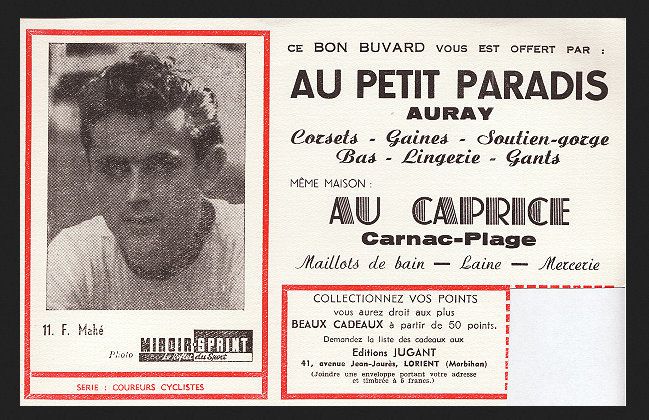 11. F. Mahé
Photo MIROIR-SPRINT
Le Reflet du Sport
SERIE : COUREURS CYCLISTES
CE BON BUVARD VOUS EST OFFERT PAR :
AU PETIT PARADIS
AURAY
Corsets - Gaines - Soutien-gorge
Bas - Lingerie - Gants
MÊME MAISON :
AU CAPRICE
Carnac-Plage
Maillots de bain — Laine — Mercerie
COLLECTIONNEZ VOS POINTS
vous aurez droit aux plus
BEAUX CADEAUX à partir de 50 points.
Demandez la liste des cadeaux aux
Editions JUGANT
41, avenue Jean-Jaurès, LORIENT (Morbihan)
(Joindre une enveloppe portant votre adresse
et timbrée à 5 francs.)